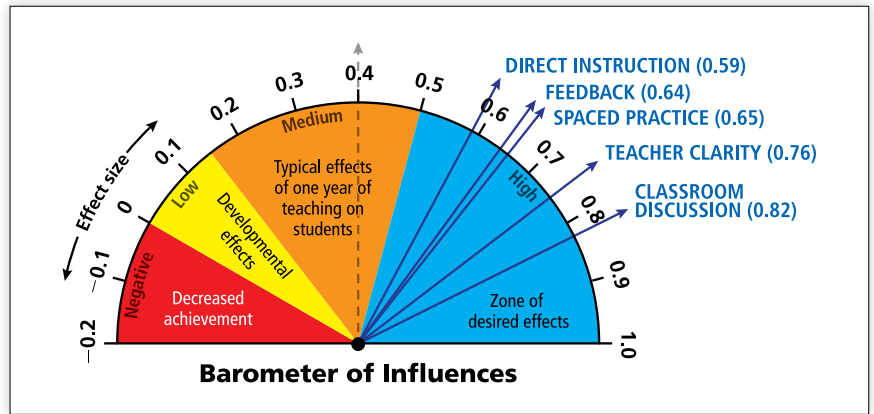 DIRECT INSTRUCTION (0.59)
FEEDBACK (0.64)
SPACED PRACTICE (0.65)
TEACHER CLARITY (0.76)
CLASSROOM
DISCUSSION (0.82)
Effect size
−0.2
−0.1
0
0.1
0.2
0.3
0.4
0.5
0.6
0.7
0.8
0.9
1.0
Negative
Low
Medium
High
Decreased
achievement
Developmental
effects
Typical effects
of one year of
teaching on
students
Zone of
desired effects
Barometer of Influences